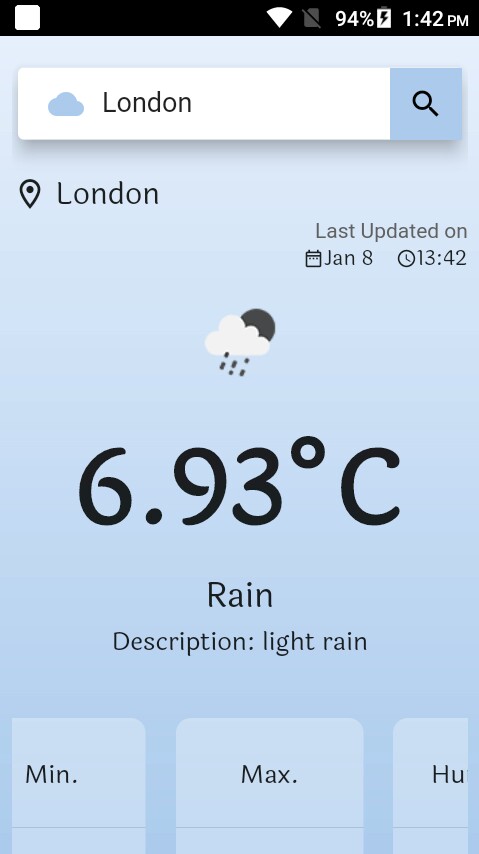 94% 1:42 PM
London
London
Last Updated on
Jan 8 13:42
6.93°C
Rain
Description: light rain
Min. Max. Hu